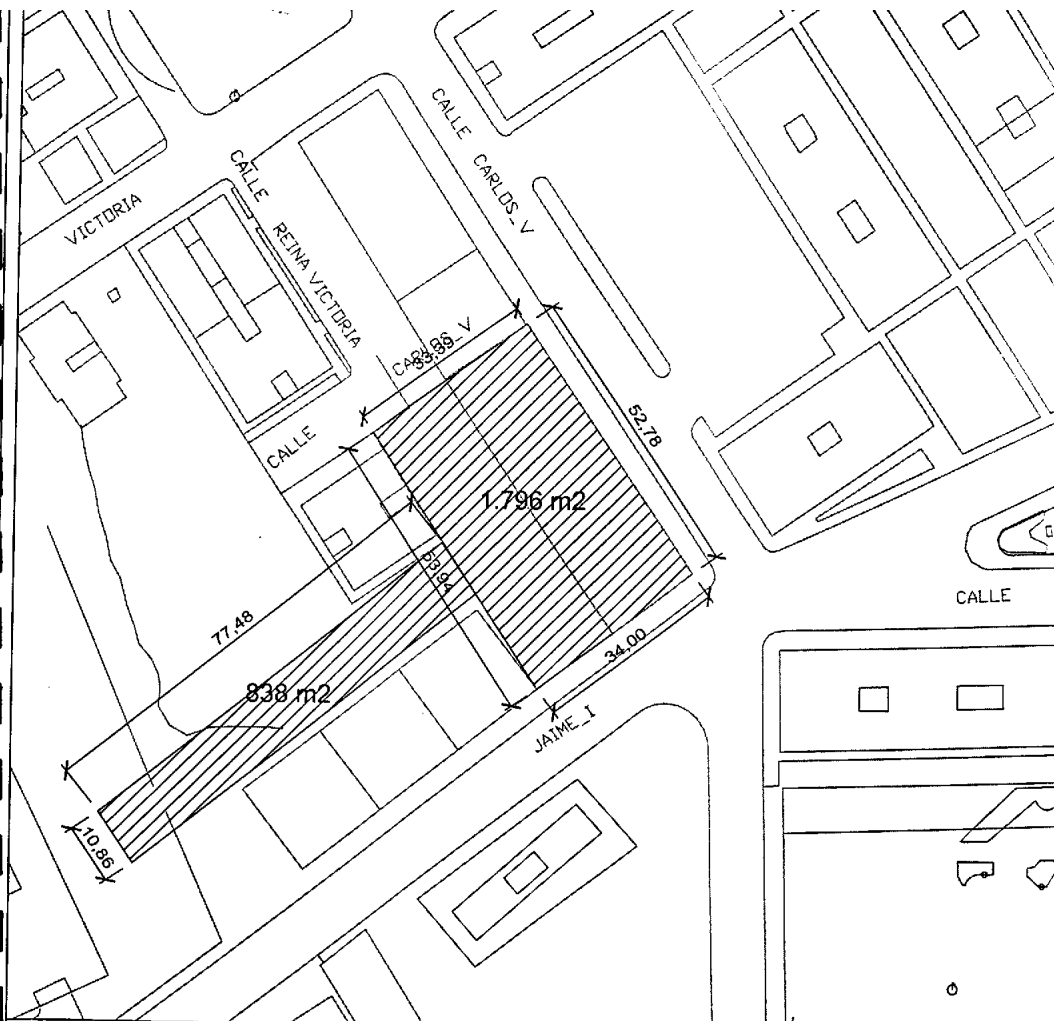 CALLE CARLOS_V
VICTORIA
CALLE REINA VICTORIA
CARLOS_V
33,99
CALLE
52,78
1.796 m2
53,94
77,48
CALLE
838 m2
34,00
JAIME_I
10,86